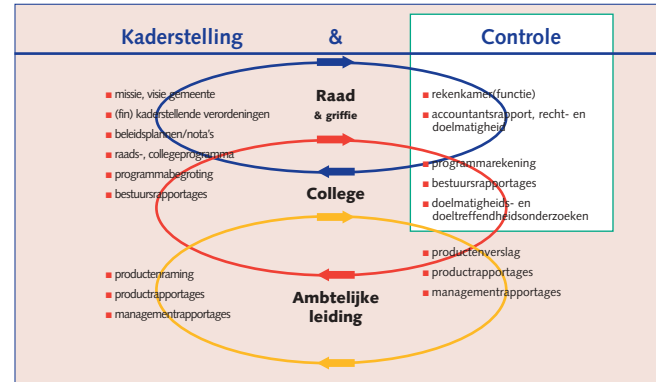 Kaderstelling & Controle
missie, visie gemeente
(fin) kaderstellende verordeningen
beleidsplannen/nota's
raads-, collegeprogramma
programmabegroting
bestuursrapportages
Raad
& griffie
College
rekenkamer(functie)
accountantsrapport, recht- en
doelmatigheid
programmarekening
bestuursrapportages
doelmatigheids- en
doeltreffendheidsonderzoeken
productenraming
productrapportages
managementrapportages
Ambtelijke
leiding
productenverslag
productrapportages
managementrapportages